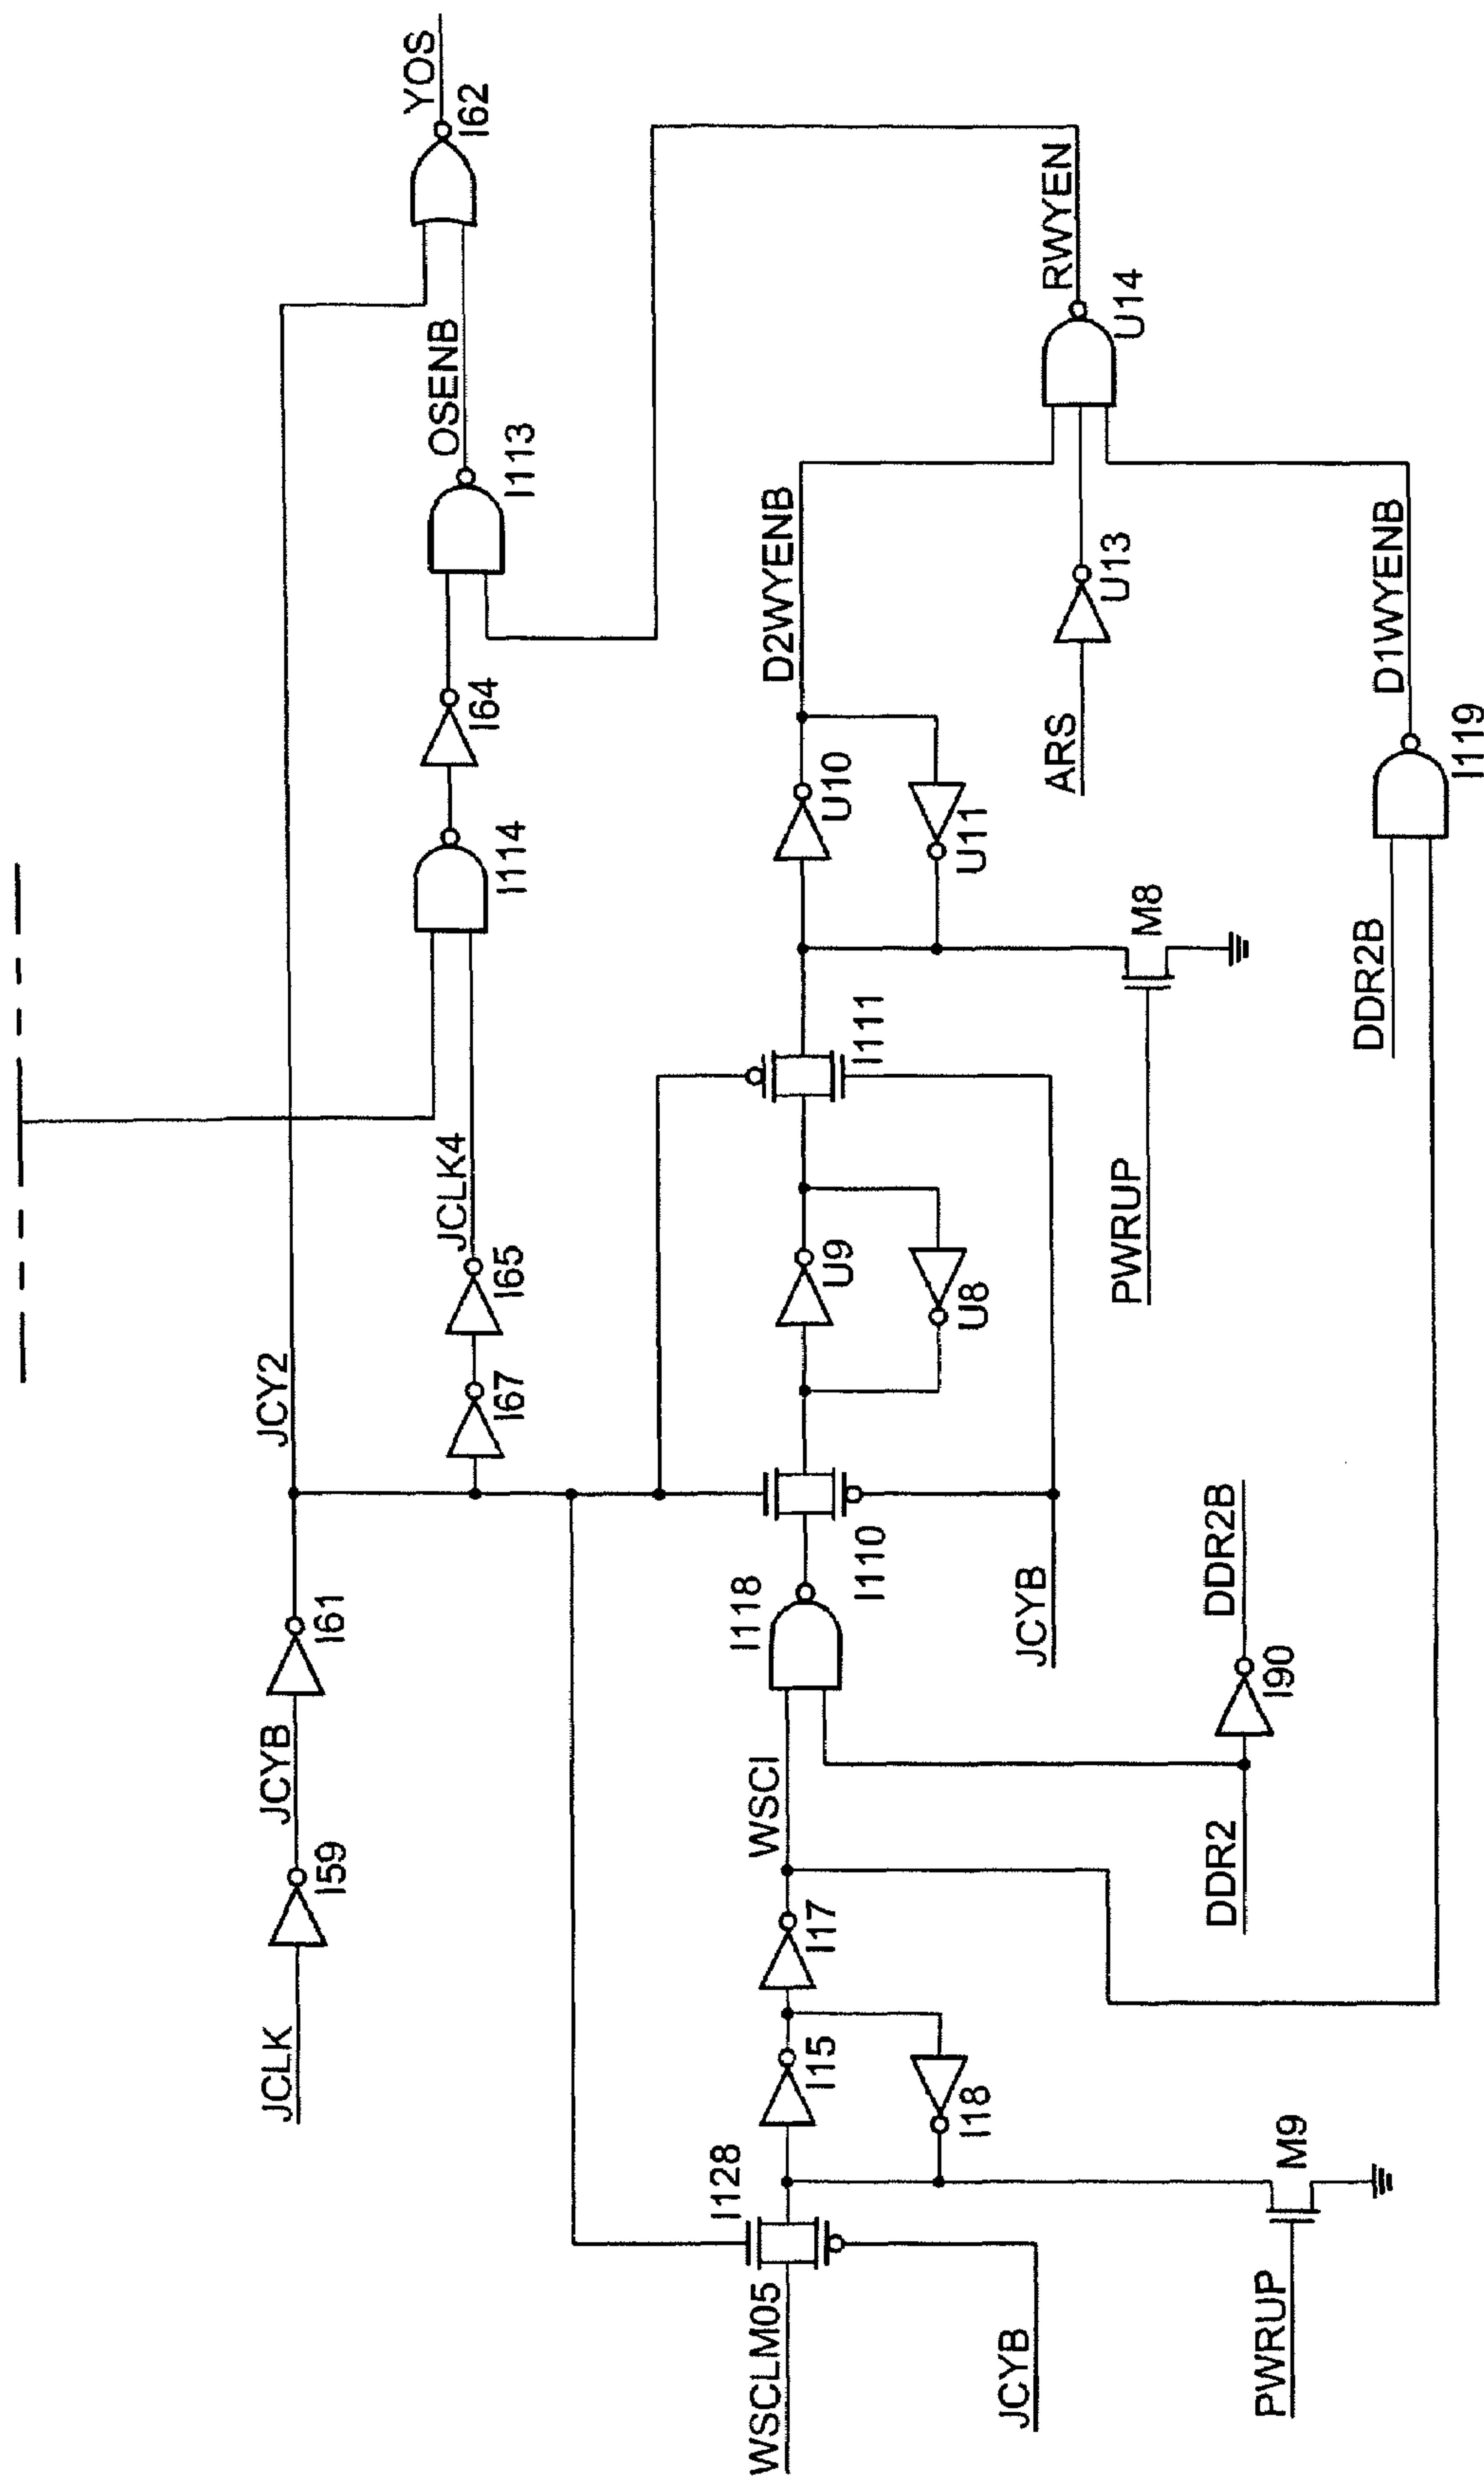 JCLK
I59
JCYB
I61
JCY2
YOS
I62
I67
I65
JCLK4
I114
I64
I113
OSENB
WSCLM05
I128
I15
I17
WSCI
I118
I110
U9
I111
U10
D2WYENB
I18
U8
U11
JCYB
JCYB
PWRUP
M9
PWRUP
M8
ARS
U13
U14
RWYEN
DDR2
I90
DDR2B
DDR2B
I119
D1WYENB